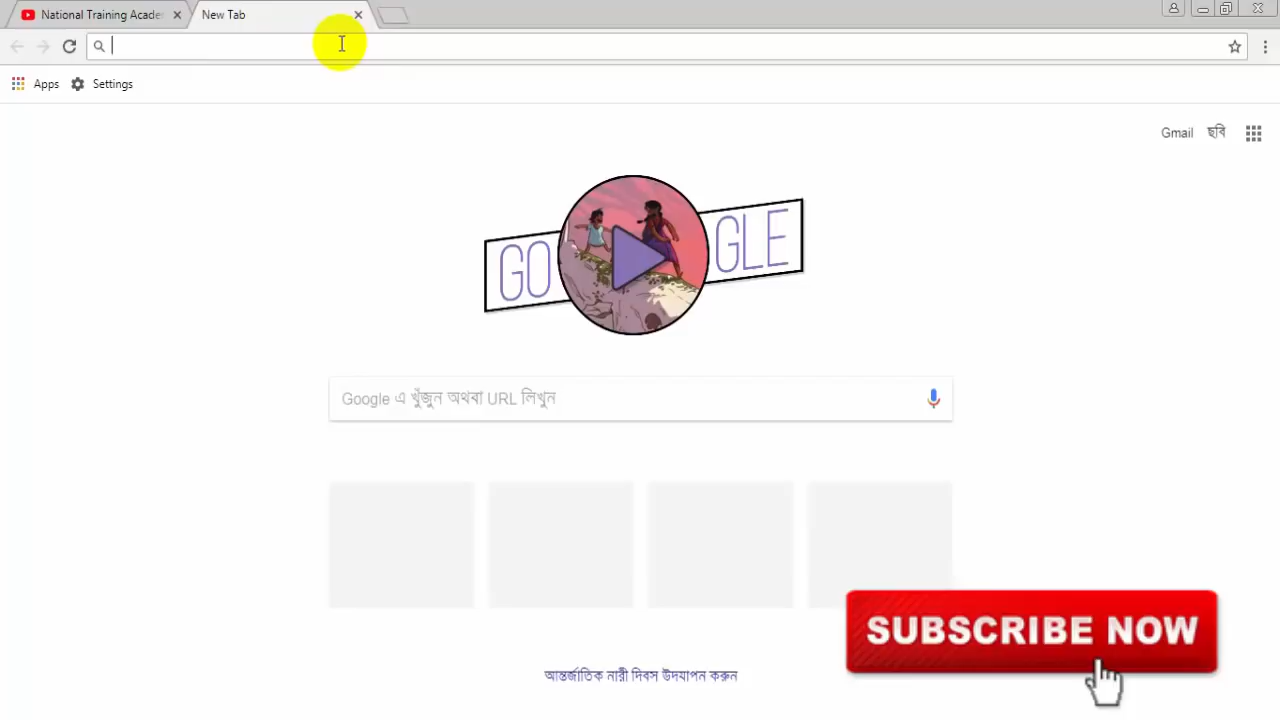 National Training Acade
New Tab
Apps
Settings
Gmail
ছবি
GO GLE
Google এ খুঁজুন অথবা URL লিখুন
আন্তর্জাতিক নারী দিবস উদযাপন করুন
SUBSCRIBE NOW